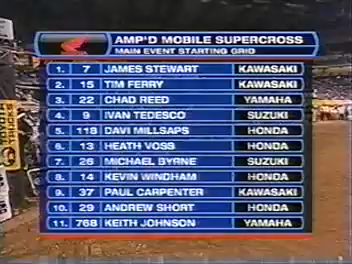 AMP'D MOBILE SUPERCROSS
MAIN EVENT STARTING GRID
1. 7 JAMES STEWART KAWASAKI
2. 15 TIM FERRY KAWASAKI
3. 22 CHAD REED YAMAHA
4. 9 IVAN TEDESCO SUZUKI
5. 118 DAVI MILLSAPS HONDA
6. 13 HEATH VOSS HONDA
7. 26 MICHAEL BYRNE SUZUKI
8. 14 KEVIN WINDHAM HONDA
9. 37 PAUL CARPENTER KAWASAKI
10. 29 ANDREW SHORT HONDA
11. 768 KEITH JOHNSON YAMAHA